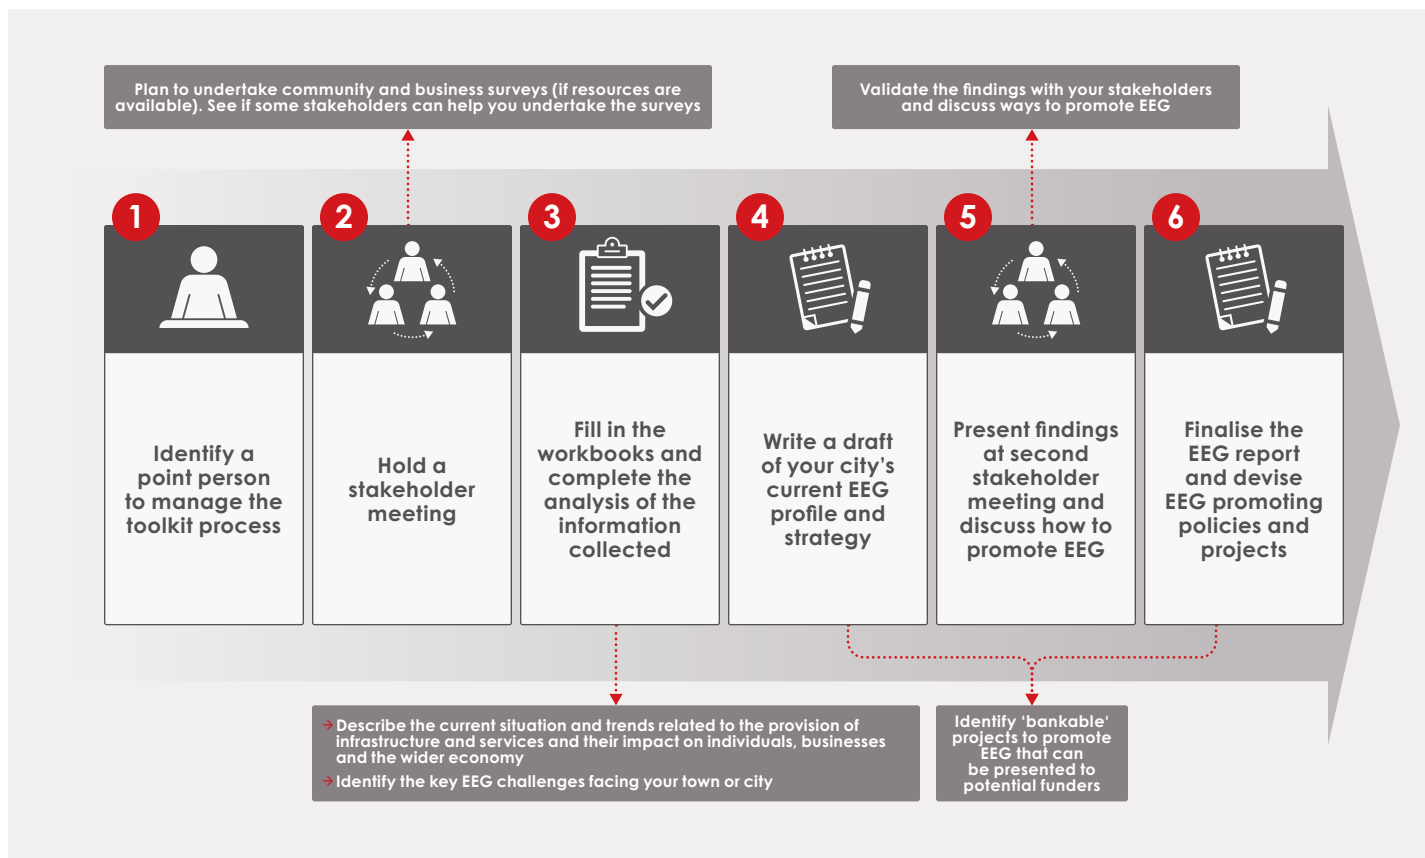 Plan to undertake community and business surveys (if resources are
available). See if some stakeholders can help you undertake the surveys
Validate the findings with your stakeholders
and discuss ways to promote EEG
1
Identify a
point person
to manage the
toolkit process
2
Hold a
stakeholder
meeting
3
Fill in the
workbooks and
complete the
analysis of the
information
collected
4
Write a draft
of your city's
current EEG
profile and
strategy
5
Present findings
at second
stakeholder
meeting and
discuss how to
promote EEG
6
Finalise the
EEG report
and devise
EEG promoting
policies and
projects
→ Describe the current situation and trends related to the provision of
infrastructure and services and their impact on individuals, businesses
and the wider economy
→ Identify the key EEG challenges facing your town or city
Identify 'bankable'
projects to promote
EEG that can
be presented to
potential funders